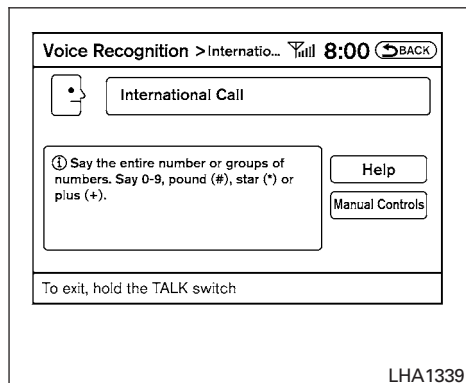 Voice Recognition >Internatio... 8:00 BACK
International Call
i Say the entire number or groups of
numbers. Say 0-9, pound (#), star (*) or
plus (+).
Help
Manual Controls
To exit, hold the TALK switch
LHA1339